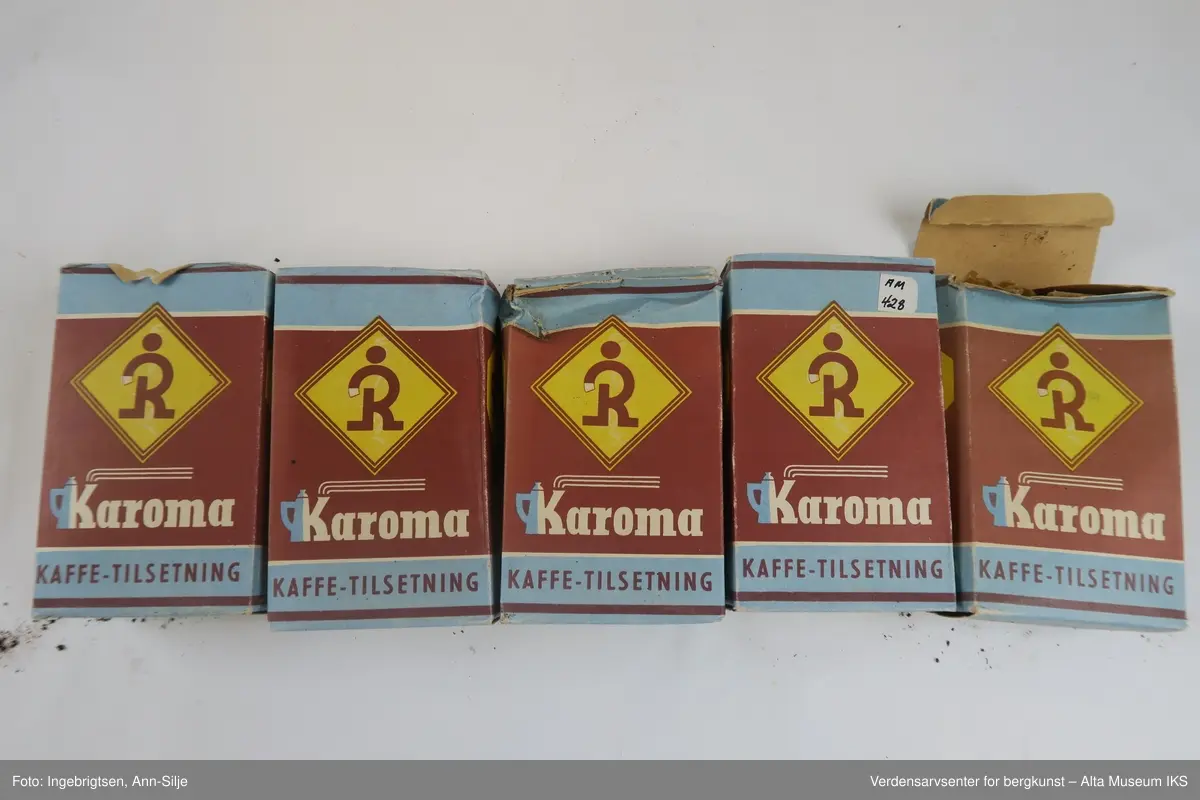 Karoma
KAFFE-TILSETNING
Karoma
KAFFE-TILSETNING
Karoma
KAFFE-TILSETNING
AM
428
Karoma
KAFFE-TILSETNING
Karoma
KAFFE-TILSETNING
Foto: Ingebrigtsen, Ann-Silje
Verdensarvsenter for bergkunst – Alta Museum IKS